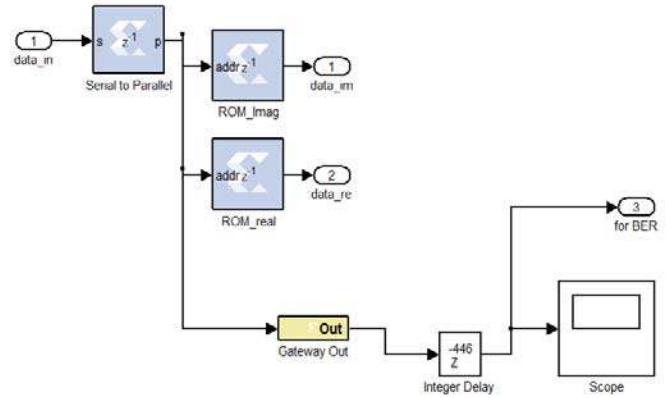 1
data_in
s z-1 p
Serial to Parallel
addr z-1
ROM_Imag
1
data_im
addr z-1
ROM_real
2
data_re
3
for BER
Out
Gateway Out
-446
Z
Integer Delay
Scope